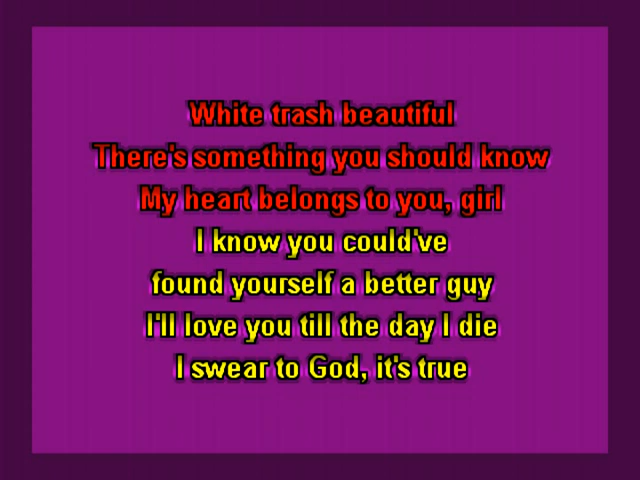 White trash beautiful
There's something you should know
My heart belongs to you, girl
I know you could've
found yourself a better guy
I'll love you till the day I die
I swear to God, it's true